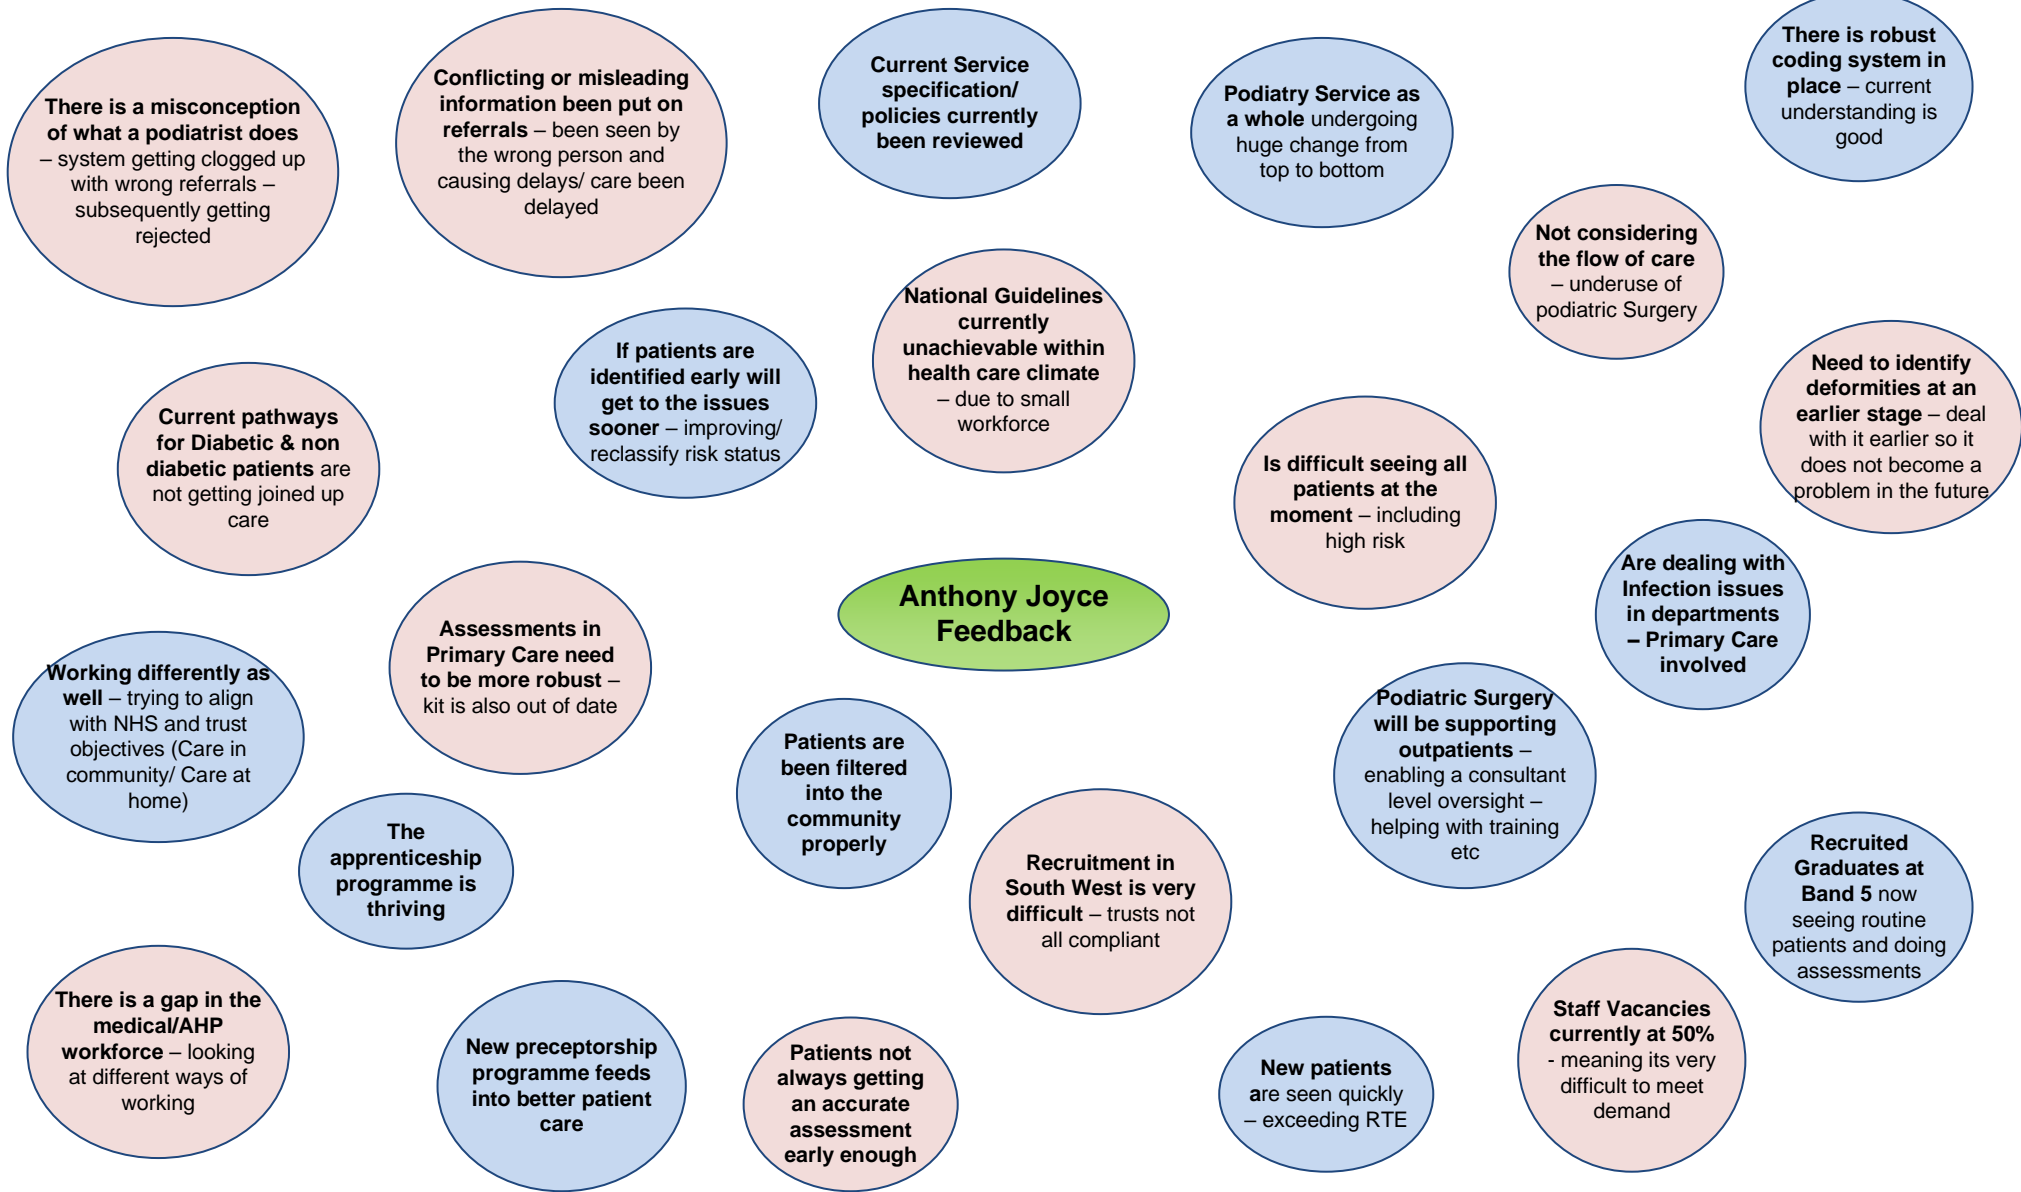 There is a misconception
of what a podiatrist does
– system getting clogged up
with wrong referrals –
subsequently getting
rejected
Conflicting or misleading
information been put on
referrals – been seen by
the wrong person and
causing delays/ care been
delayed
Current Service
specification/
policies currently
been reviewed
Podiatry Service as
a whole undergoing
huge change from
top to bottom
There is robust
coding system in
place – current
understanding is
good
Not considering
the flow of care
– underuse of
podiatric Surgery
National Guidelines
currently
unachievable within
health care climate
– due to small
workforce
If patients are
identified early will
get to the issues
sooner – improving/
reclassify risk status
Current pathways
for Diabetic & non
diabetic patients are
not getting joined up
care
Need to identify
deformities at an
earlier stage – deal
with it earlier so it
does not become a
problem in the future
Is difficult seeing all
patients at the
moment – including
high risk
Are dealing with
Infection issues
in departments
– Primary Care
involved
Anthony Joyce
Feedback
Assessments in
Primary Care need
to be more robust –
kit is also out of date
Working differently as
well – trying to align
with NHS and trust
objectives (Care in
community/ Care at
home)
Patients are
been filtered
into the
community
properly
Podiatric Surgery
will be supporting
outpatients –
enabling a consultant
level oversight –
helping with training
etc
The
apprenticeship
programme is
thriving
Recruitment in
South West is very
difficult – trusts not
all compliant
Recruited
Graduates at
Band 5 now
seeing routine
patients and doing
assessments
There is a gap in the
medical/AHP
workforce – looking
at different ways of
working
New preceptorship
programme feeds
into better patient
care
Patients not
always getting
an accurate
assessment
early enough
New patients
are seen quickly
– exceeding RTE
Staff Vacancies
currently at 50%
- meaning its very
difficult to meet
demand